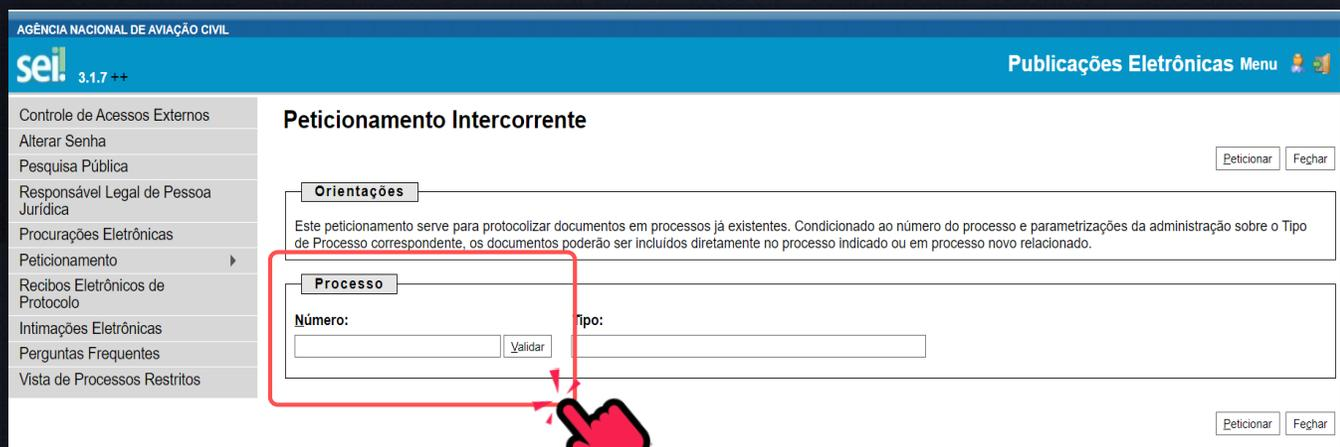 AGÊNCIA NACIONAL DE AVIAÇÃO CIVIL
sei! 3.1.7 ++
Publicações Eletrônicas Menu
Controle de Acessos Externos
Alterar Senha
Pesquisa Pública
Responsável Legal de Pessoa
Jurídica
Procurações Eletrônicas
Peticionamento
Recibos Eletrônicos de
Protocolo
Intimações Eletrônicas
Perguntas Frequentes
Vista de Processos Restritos
Peticionamento Intercorrente
Peticionar Fechar
Orientações
Este peticionamento serve para protocolizar documentos em processos já existentes. Condicionado ao número do processo e parametrizações da administração sobre o Tipo
de Processo correspondente, os documentos poderão ser incluídos diretamente no processo indicado ou em processo novo relacionado.
Processo
Número: Tipo:
Validar
Peticionar Fechar